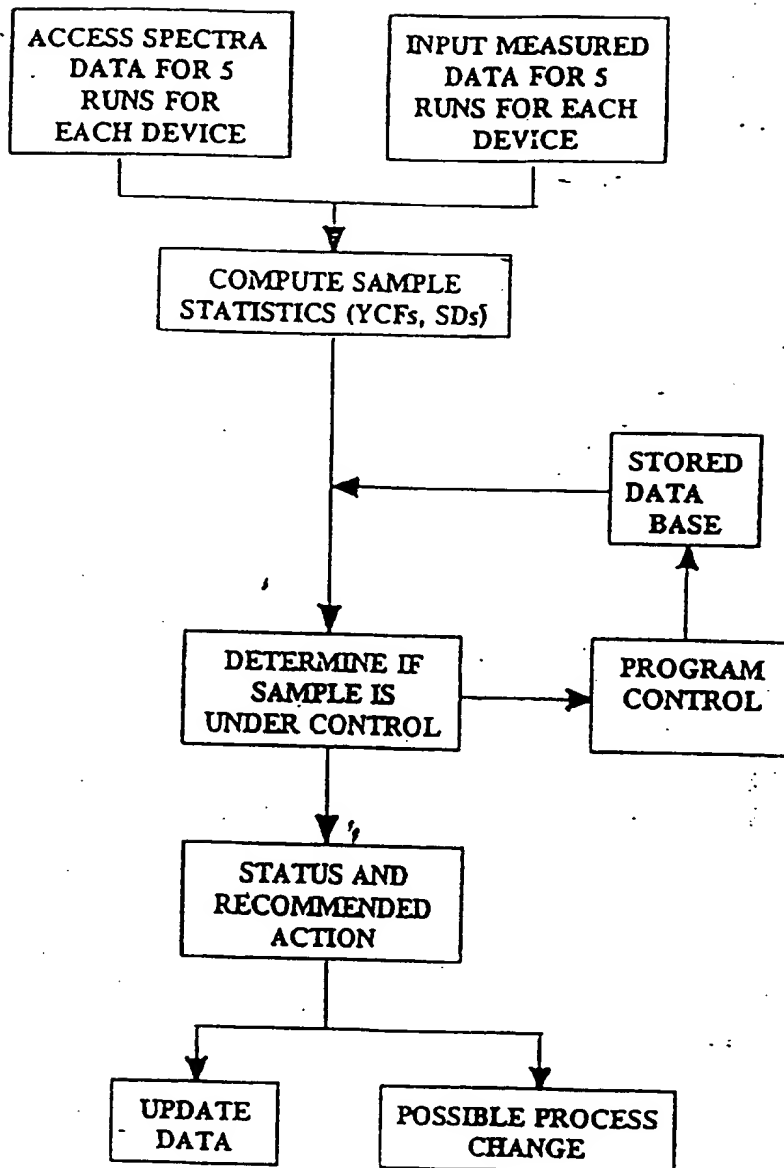 ACCESS SPECTRA
DATA FOR 5
RUNS FOR
EACH DEVICE
INPUT MEASURED
DATA FOR 5
RUNS FOR EACH
DEVICE
COMPUTE SAMPLE
STATISTICS (YCFs, SDs)
STORED
DATA
BASE
DETERMINE IF
SAMPLE IS
UNDER CONTROL
PROGRAM
CONTROL
STATUS AND
RECOMMENDED
ACTION
UPDATE
DATA
POSSIBLE PROCESS
CHANGE